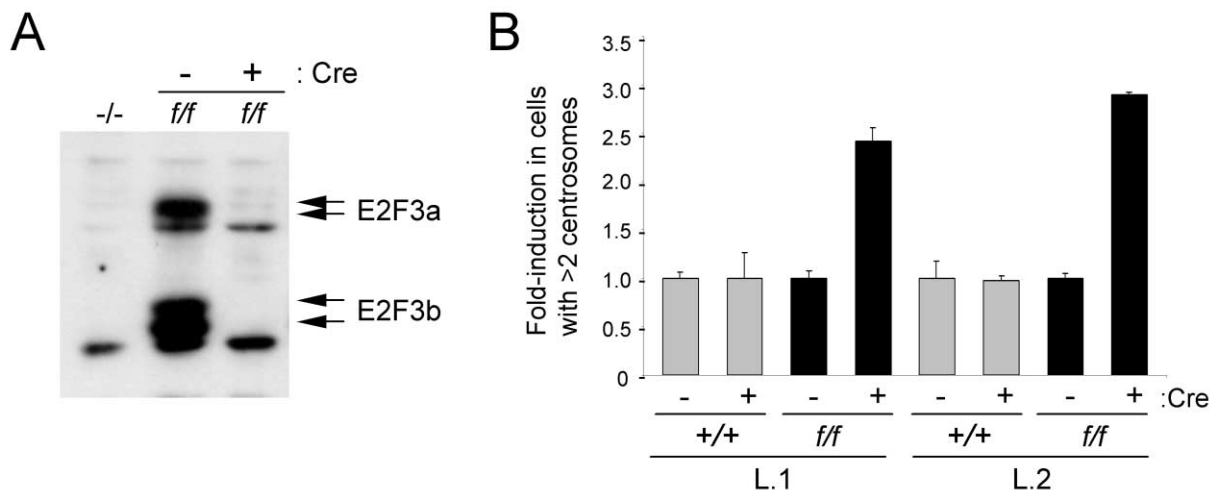 A
- + : Cre
-/- f/f f/f
E2F3a
E2F3b
B
Fold-induction in cells
with >2 centrosomes
3.5
3.0
2.5
2.0
1.5
1.0
0.5
0
- + - + - + - + :Cre
+/+ f/f +/+ f/f
L.1 L.2